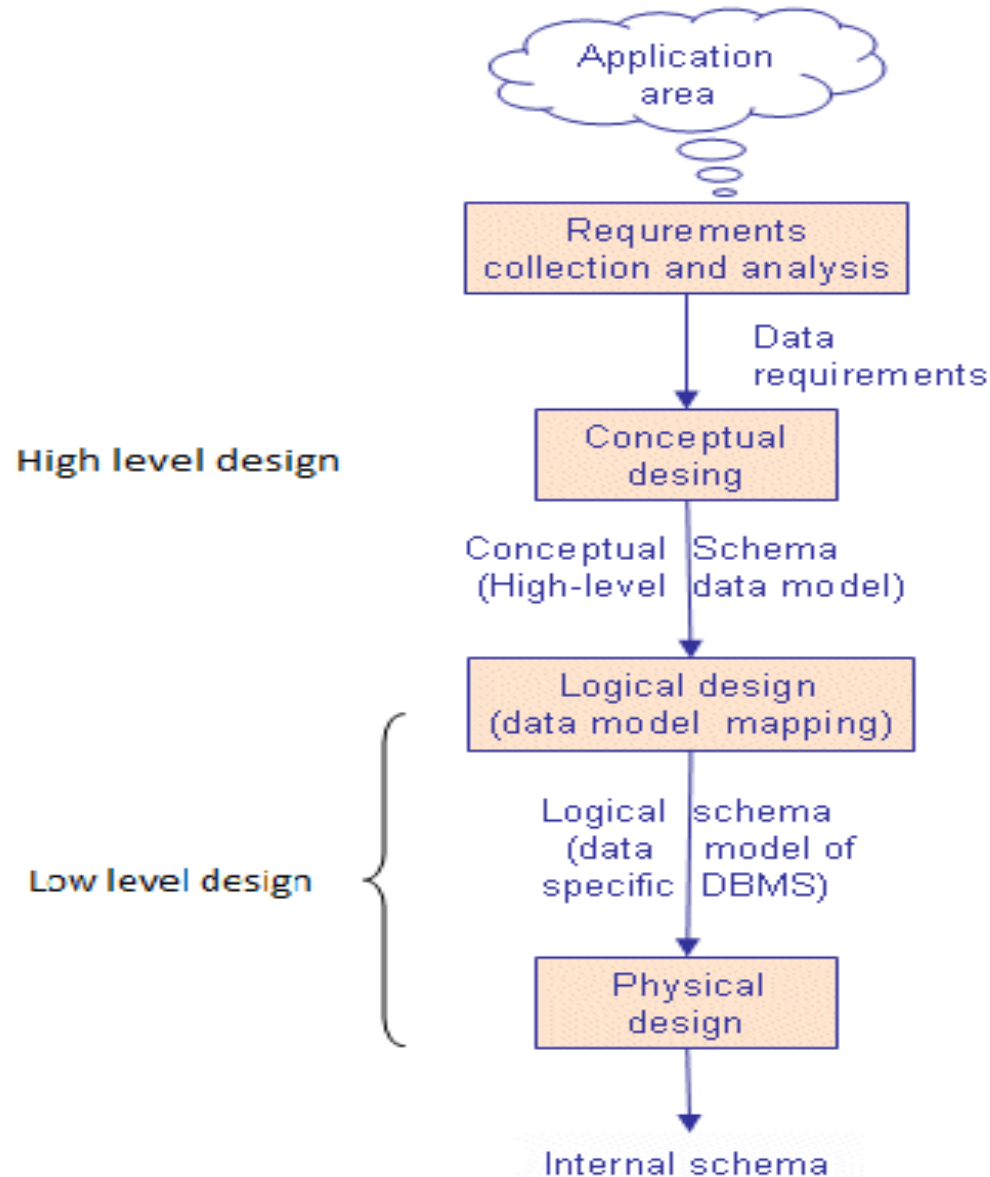 Application
area
Requrements
collection and analysis
Data
requirements
High level design
Conceptual
desing
Conceptual Schema
(High-level data model)
Logical design
(data model mapping)
Logical schema
(data model of
specific DBMS)
Low level design
Physical
design
Internal schema